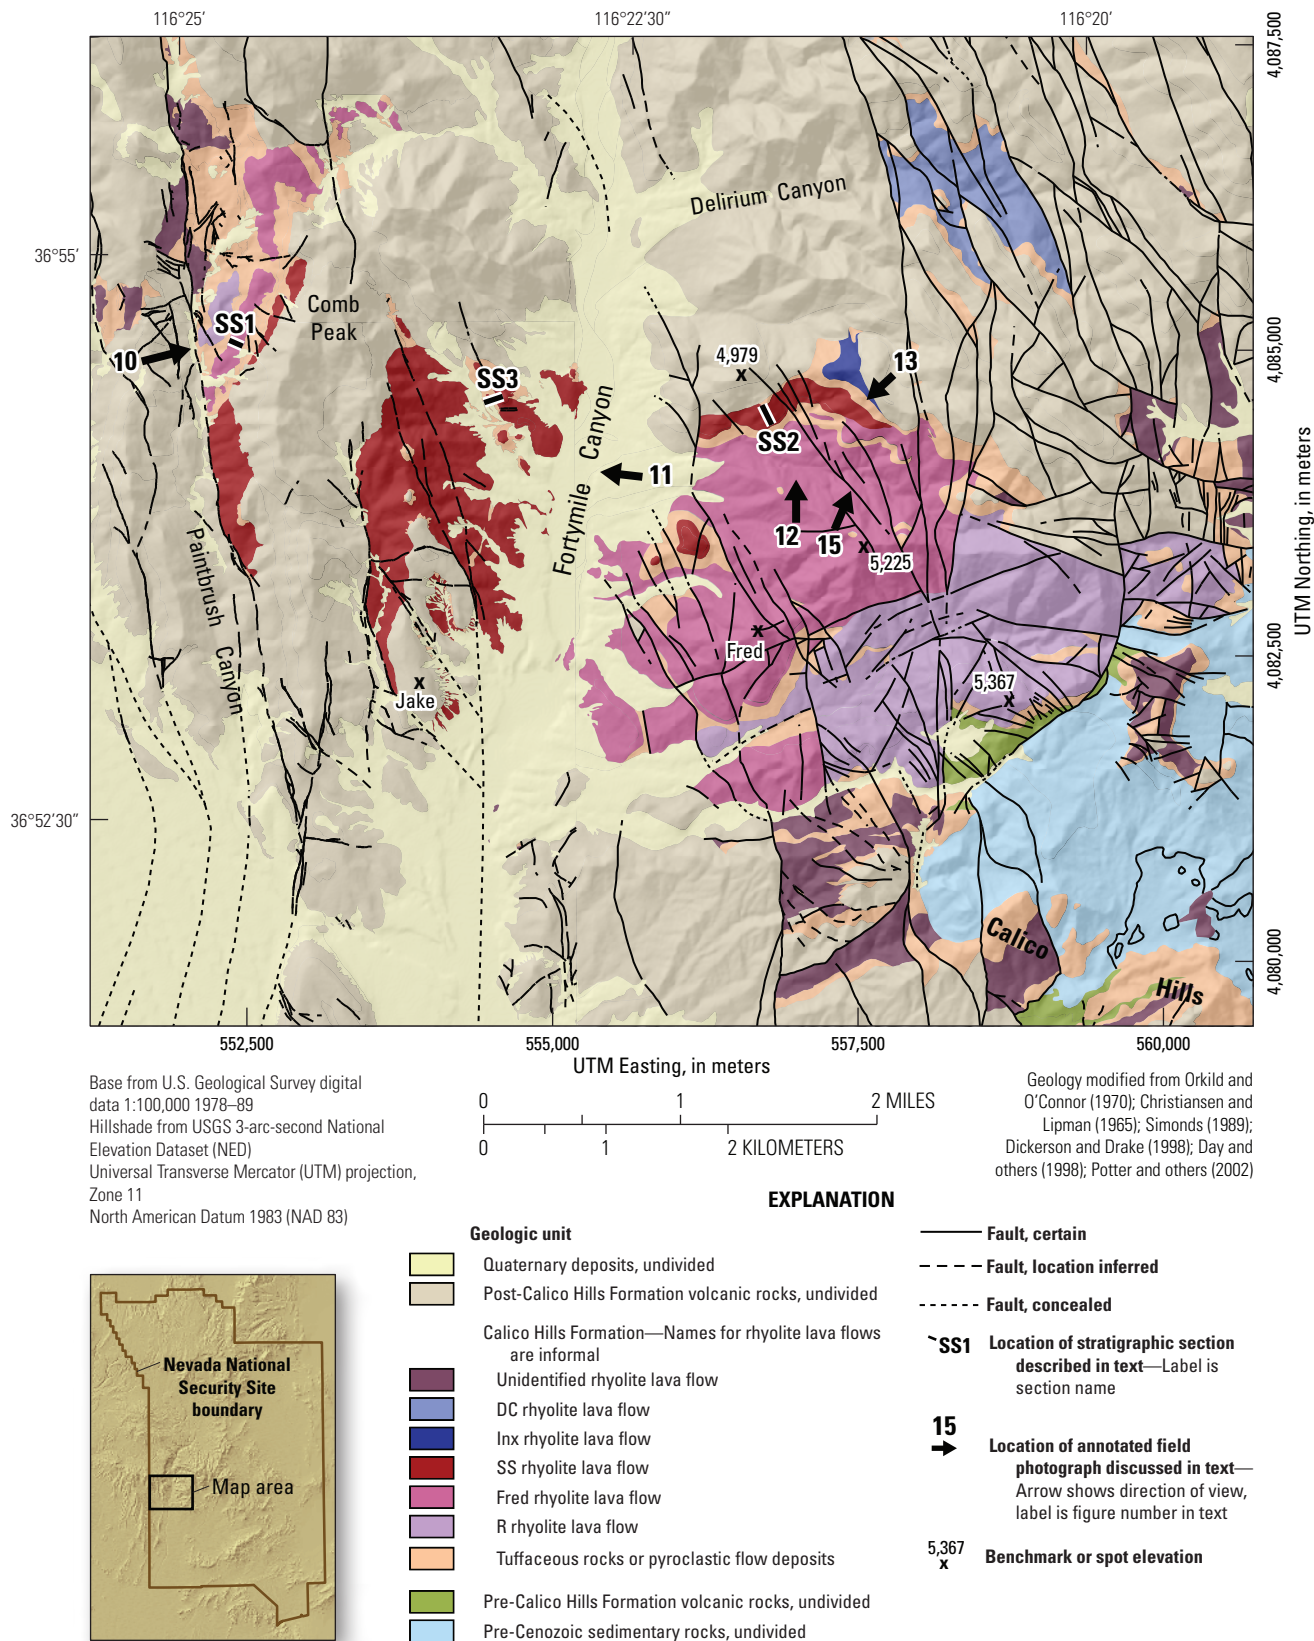 116°25'
116°22'30"
116°20'
4,087,500
Delirium Canyon
36°55'
Comb
Peak
SS1
10
4,979
13
4,085,000
SS3
SS2
Fortymile Canyon
11
12
15
5,225
UTM Northing, in meters
Paintbrush Canyon
Fred
4,082,500
5,367
Jake
36°52'30"
Calico
Hills
4,080,000
552,500
555,000
557,500
560,000
UTM Easting, in meters
Base from U.S. Geological Survey digital
data 1:100,000 1978–89
Hillshade from USGS 3-arc-second National
Elevation Dataset (NED)
Universal Transverse Mercator (UTM) projection,
Zone 11
North American Datum 1983 (NAD 83)
0 1 2 MILES
0 1 2 KILOMETERS
Geology modified from Orkild and
O'Connor (1970); Christiansen and
Lipman (1965); Simonds (1989);
Dickerson and Drake (1998); Day and
others (1998); Potter and others (2002)
EXPLANATION
Geologic unit
Quaternary deposits, undivided
Post-Calico Hills Formation volcanic rocks, undivided
Calico Hills Formation—Names for rhyolite lava flows
are informal
Unidentified rhyolite lava flow
DC rhyolite lava flow
Inx rhyolite lava flow
SS rhyolite lava flow
Fred rhyolite lava flow
R rhyolite lava flow
Tuffaceous rocks or pyroclastic flow deposits
Pre-Calico Hills Formation volcanic rocks, undivided
Pre-Cenozoic sedimentary rocks, undivided
Fault, certain
Fault, location inferred
Fault, concealed
SS1 Location of stratigraphic section
described in text—Label is
section name
15
Location of annotated field
photograph discussed in text—
Arrow shows direction of view,
label is figure number in text
5,367
x Benchmark or spot elevation
Nevada National
Security Site
boundary
Map area